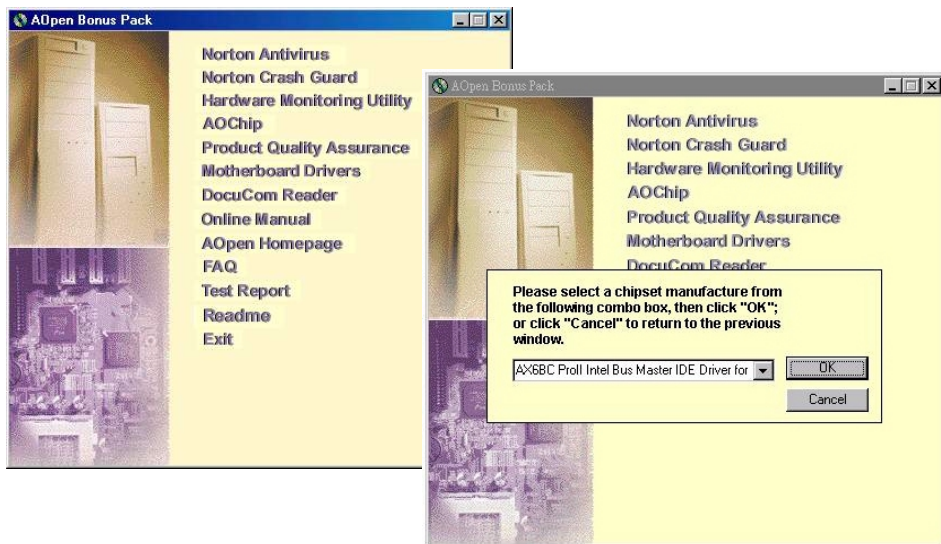 AOpen Bonus Pack
Norton Antivirus
Norton Crash Guard
Hardware Monitoring Utility
AOChip
Product Quality Assurance
Motherboard Drivers
DocuCom Reader
Online Manual
AOpen Homepage
FAQ
Test Report
Readme
Exit
AOpen Bonus Pack
Norton Antivirus
Norton Crash Guard
Hardware Monitoring Utility
AOChip
Product Quality Assurance
Motherboard Drivers
DocuCom Reader
Please select a chipset manufacture from
the following combo box, then click "OK";
or click "Cancel" to return to the previous
window.
AX6BC ProII Intel Bus Master IDE Driver for
OK
Cancel